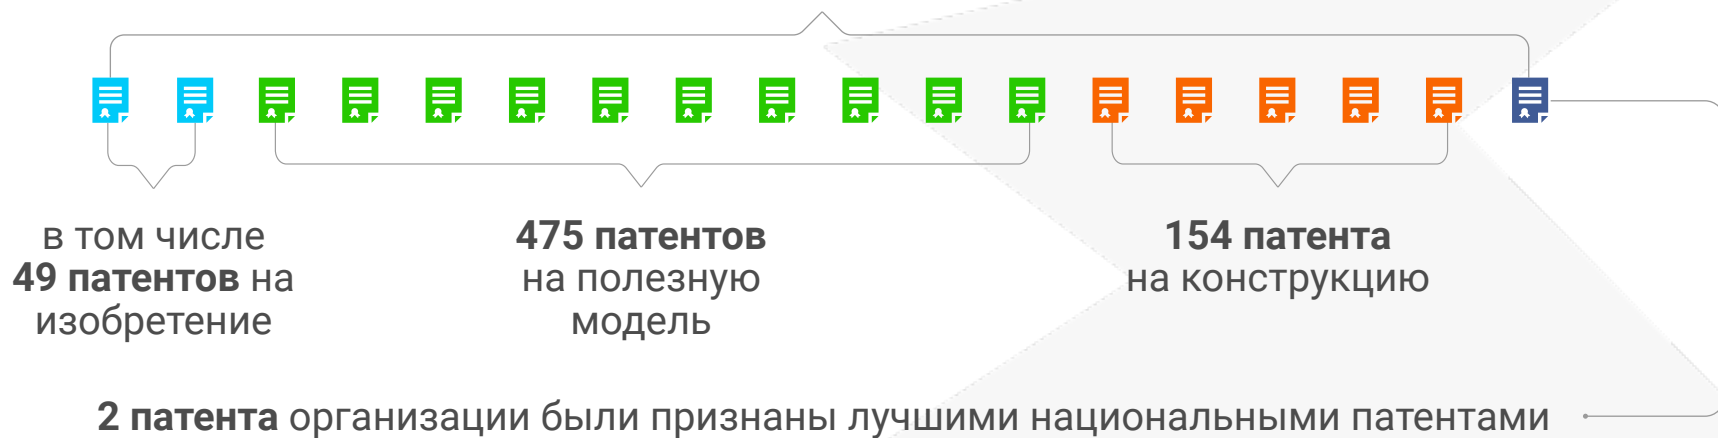 в том числе
49 патентов на
изобретение
475 патентов
на полезную
модель
154 патента
на конструкцию
2 патента организации были признаны лучшими национальными патентами